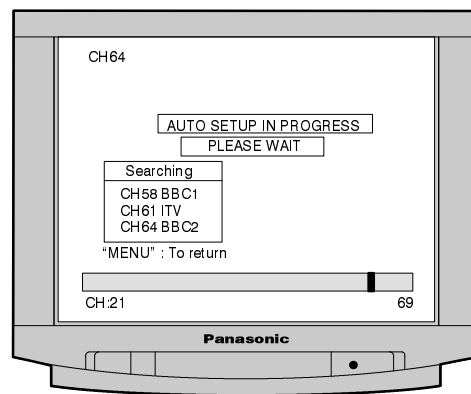 CH64
AUTO SETUP IN PROGRESS
PLEASE WAIT
Searching
CH58 BBC1
CH61 ITV
CH64 BBC2
“MENU” : To return
CH:21 69
Panasonic